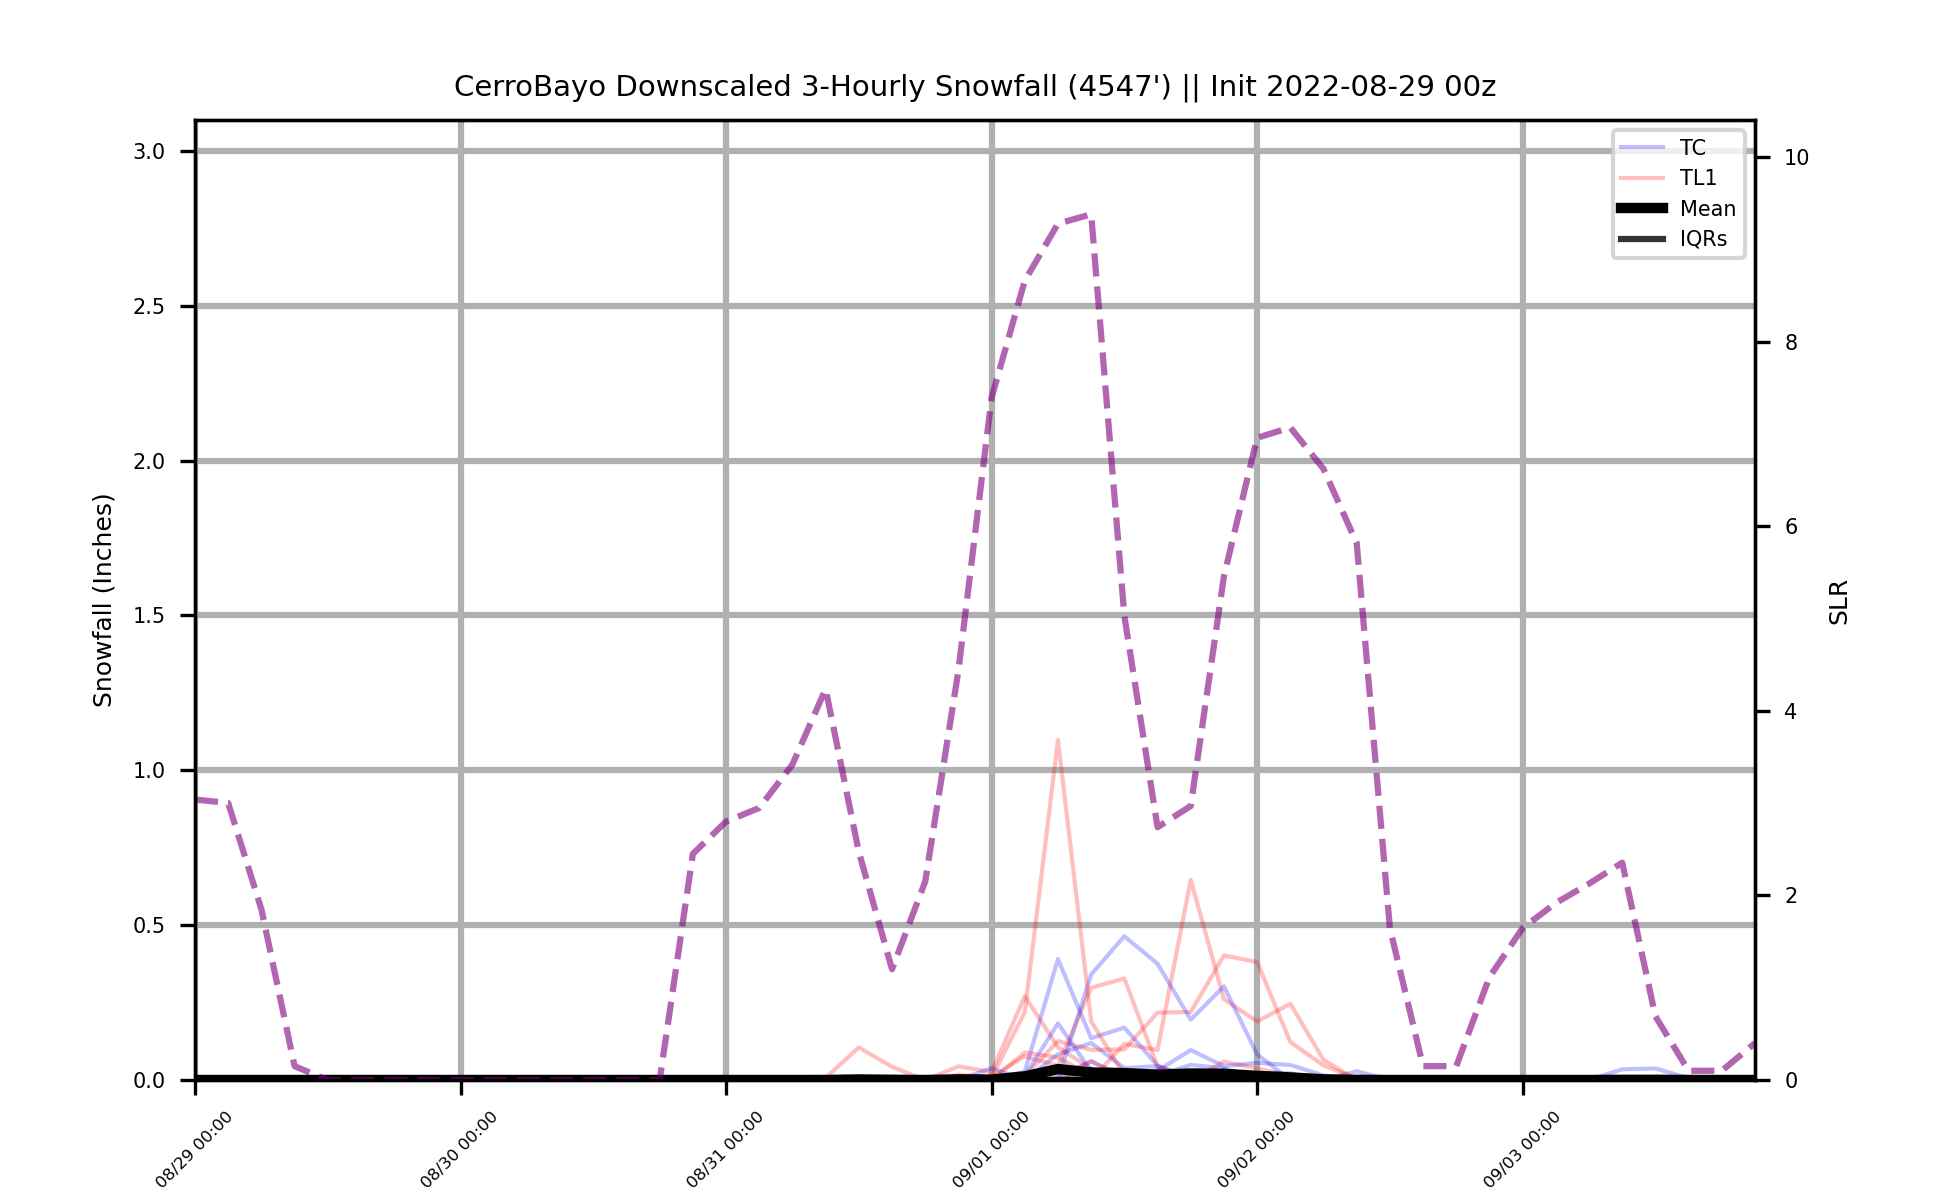 CerroBayo Downscaled 3-Hourly Snowfall (4547') || Init 2022-08-29 00z
3.0
2.5
2.0
1.5
1.0
0.5
0.0
Snowfall (Inches)
10
8
6
4
2
0
SLR
TC
TL1
Mean
IQRs
08/29 00:00
08/30 00:00
08/31 00:00
09/01 00:00
09/02 00:00
09/03 00:00